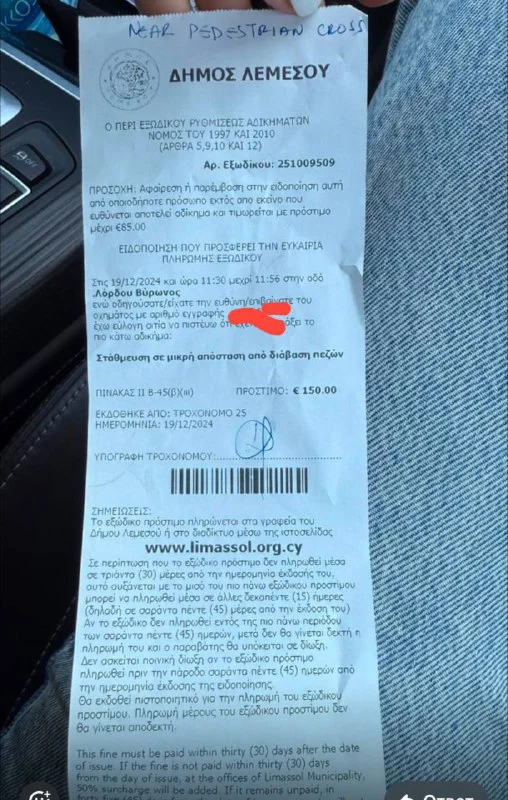 NEAR PEDESTRIAN CROSS
ΔΗΜΟΣ ΛΕΜΕΣΟΥ
Ο ΠΕΡΙ ΕΞΩΔΙΚΟΥ ΡΥΘΜΙΣΕΩΣ ΑΔΙΚΗΜΑΤΩΝ
ΝΟΜΟΣ ΤΟΥ 1997 ΚΑΙ 2010
(ΑΡΘΡΑ 5,9,10 ΚΑΙ 12)
Αρ. Εξωδίκου: 251009509
ΠΡΟΣΟΧΗ: Αφαίρεση ή παρέμβαση στην ειδοποίηση αυτή
από οποιοδήποτε πρόσωπο εκτός απο εκείνο που
ευθύνεται αποτελεί αδίκημα και τιμωρείται με πρόστιμο
μέχρι €85.00
ΕΙΔΟΠΟΙΗΣΗ ΠΟΥ ΠΡΟΣΦΕΡΕΙ ΤΗΝ ΕΥΚΑΙΡΙΑ
ΠΛΗΡΩΜΗΣ ΕΞΩΔΙΚΟΥ
Στις 19/12/2024 και ώρα 11:30 μεχρι 11:56 στην οδό
.Λόρδου Βύρωνος
ενώ οδηγούσατε/είχατε την ευθύνη/επιβαίνατε του
οχηματος με αριθμό εγγραφής
έχω εύλογη αιτία να πιστεύω ότι το
πιο κάτω αδικημα:
Στάθμευση σε μικρή απόσταση από διάβαση πεζών
ΠΙΝΑΚΑΣ ΙΙ Β-45(β)(iii) ΠΡΟΣΤΙΜΟ: € 150.00
ΕΚΔΟΘΗΚΕ ΑΠΟ: ΤΡΟΧΟΝΟΜΟ 25
ΗΜΕΡΟΜΗΝΙΑ: 19/12/2024
ΥΠΟΓΡΑΦΗ ΤΡΟΧΟΝΟΜΟΥ:
ΣΗΜΕΙΩΣΕΙΣ:
Το εξώδικο πρόστιμο πληρώνεται στα γραφεία του
Δήμου Λεμεσού ή στο διαδίκτυο μέσω της ιστοσελίδας
www.limassol.org.cy
Σε περίπτωση που το εξώδικο πρόστιμο δεν πληρωθεί μέσα
σε τριάντα (30) μέρες από την ημερομηνία έκδοσής του,
αυτό αυξάνεται με το μισό του πιο πάνω εξωδίκου προστίμου
μπορεί να πληρωθεί μέσα σε άλλες δεκαπέντε (15) ημέρες
(δηλαδή σε σαράντα πέντε (45) μέρες από την έκδοση του)
Αν το εξώδικο δεν πληρωθεί εντός της πιο πάνω περιόδου
των σαράντα πέντε (45) ημερών, μετά δεν θα γίνεται δεκτή η
πληρωμή του και ο παραβάτης θα υπόκειται σε δίωξη.
Δεν ασκείται ποινική δίωξη αν το εξώδικο πρόστιμο
πληρωθεί πριν την πάροδο σαράντα πέντε (45) ημερών από
την ημερομηνία έκδοσης της ειδοποίησης.
Θα εκδοθεί πιστοποιητικό για την πληρωμή του εξωδίκου
προστίμου. Πληρωμή μέρους του εξωδίκου προστίμου δεν
θα γίνεται αποδεκτή.
This fine must be paid within thirty (30) days after the date
of issue. If the fine is not paid within thirty (30) days
from the day of issue, at the offices of Limassol Municipality,
50% surcharge will be added. If it remains unpaid, in
Ответ
OFF